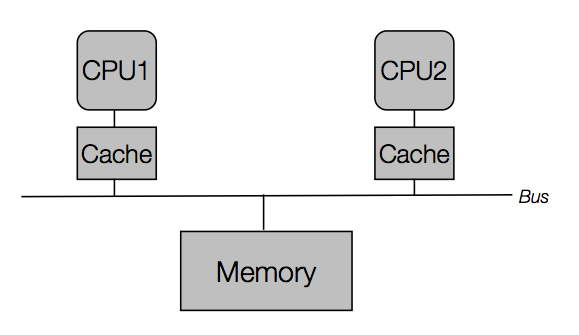 CPU1
CPU2
Cache
Cache
Bus
Memory